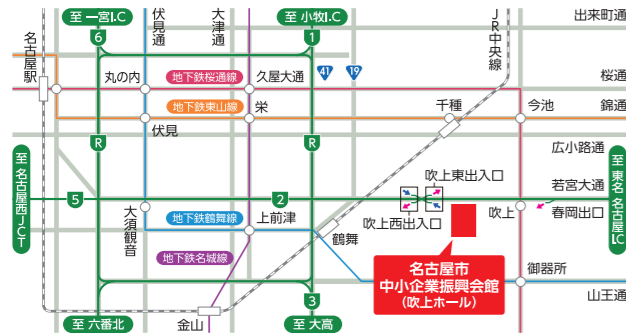 至 一宮I.C
伏見通
大津通
至 小牧I.C
JR中央線
出来町通
6
1
名古屋駅
丸の内
地下鉄桜通線
久屋大通
41
19
桜通
地下鉄東山線
栄
千種
今池
錦通
伏見
R
R
広小路通
至 名古屋西JCT
5
2
吹上東出入口
若宮大通
至 東名 名古屋I.C
大須観音
地下鉄鶴舞線
上前津
吹上西出入口
吹上
春岡出口
鶴舞
地下鉄名城線
名古屋市
中小企業振興会館
(吹上ホール)
御器所
山王通
3
至 六番北
金山
至 大高